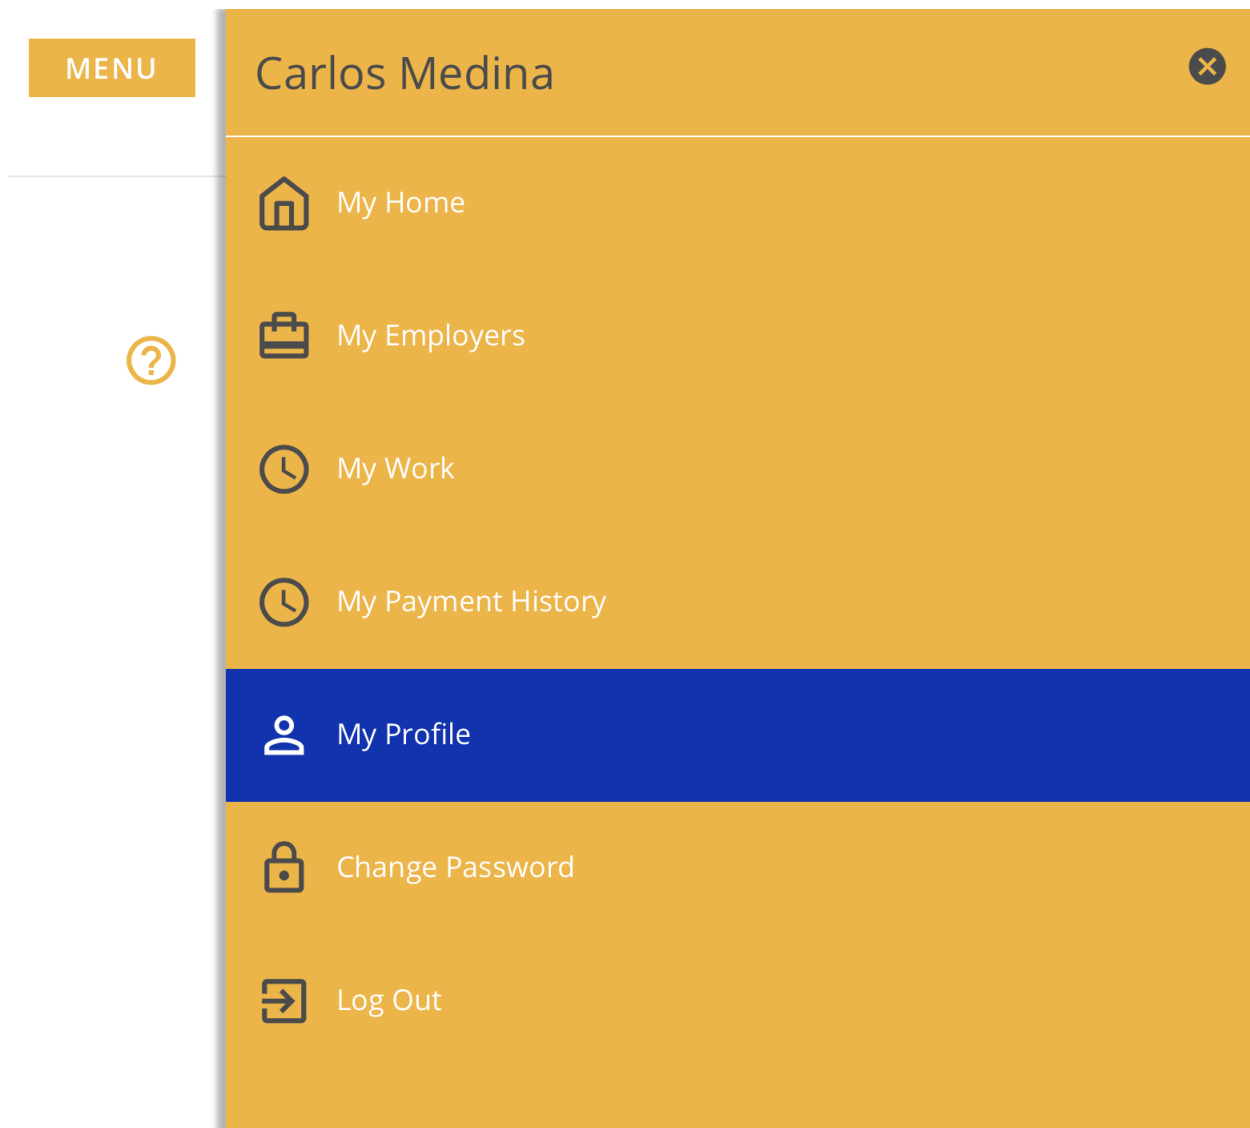 MENU
Carlos Medina
My Home
My Employers
My Work
My Payment History
My Profile
Change Password
Log Out